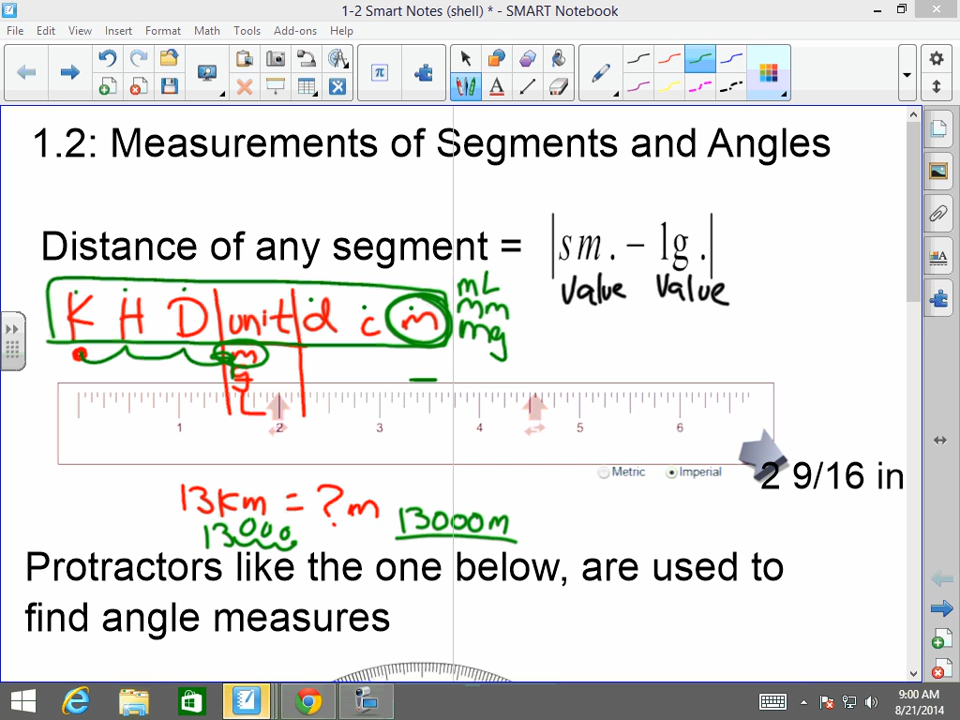 1-2 Smart Notes (shell) * - SMART Notebook
File Edit View Insert Format Math Tools Add-ons Help
1.2: Measurements of Segments and Angles
Distance of any segment = |sm. - lg.|
value value
K H D unit d c m
mL
mm
mg
m
g
L
1 2 3 4 5 6
Metric Imperial
2 9/16 in
13km = ?m
13000
13000m
Protractors like the one below, are used to
find angle measures
9:00 AM
8/21/2014